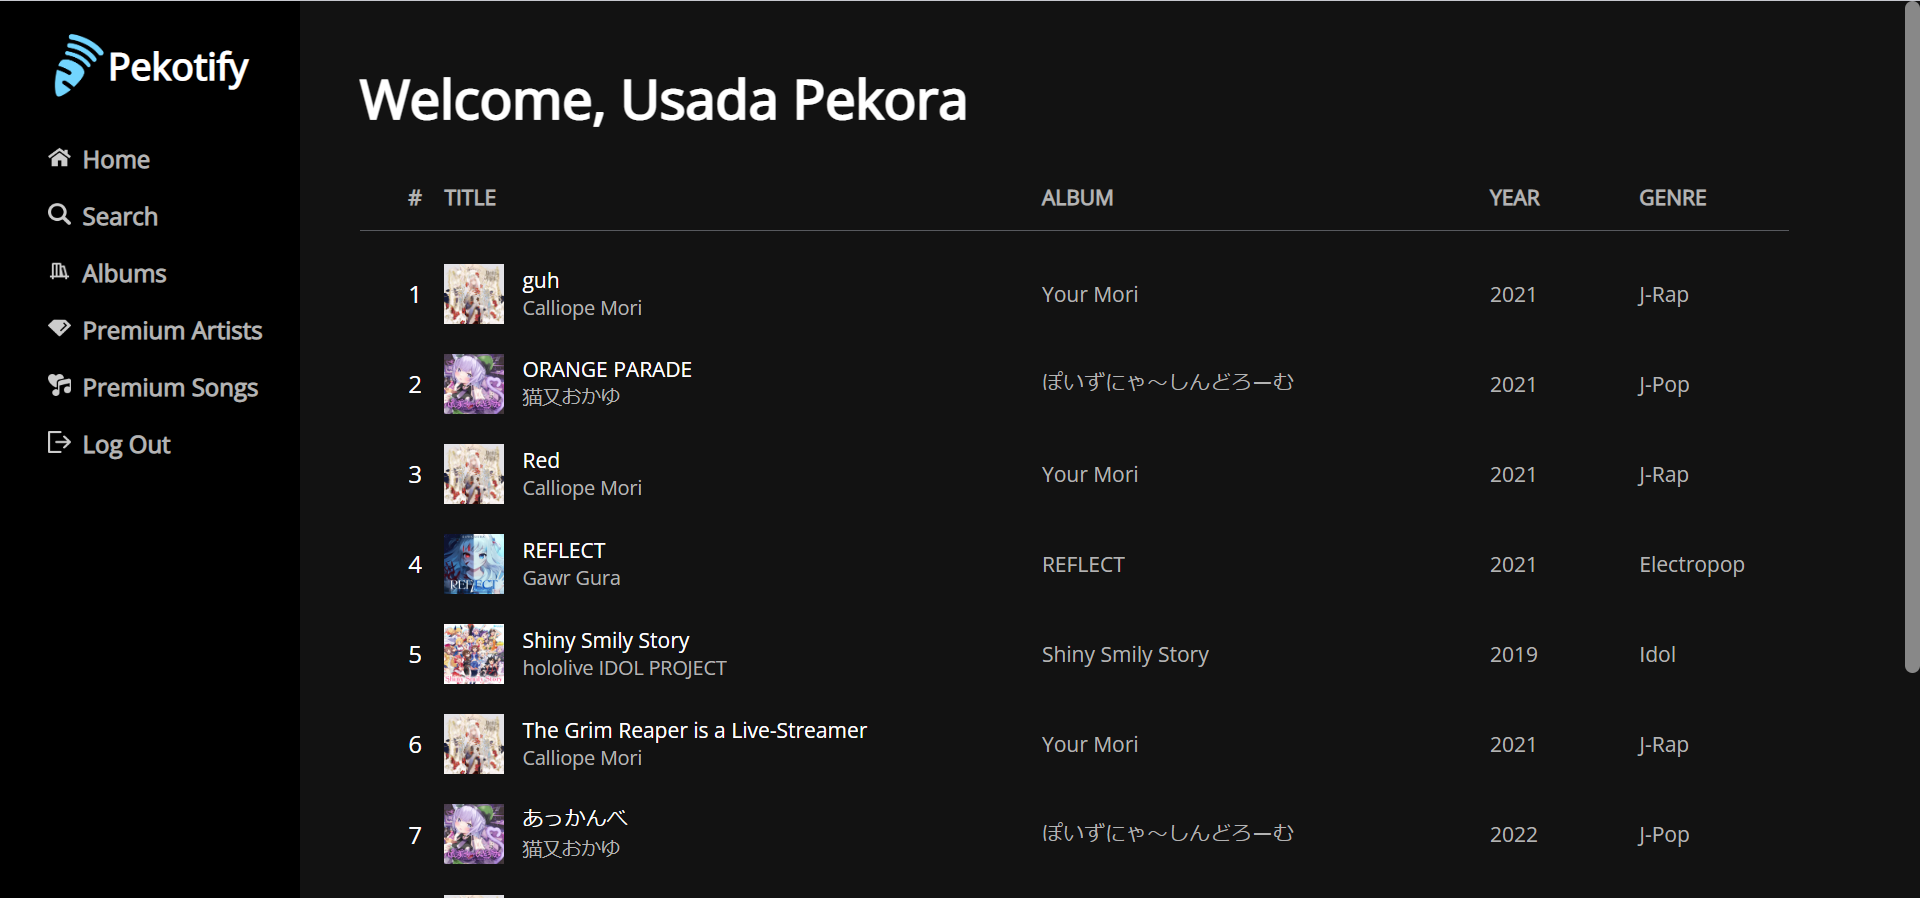 Pekotify
Home
Search
Albums
Premium Artists
Premium Songs
Log Out
Welcome, Usada Pekora
# TITLE ALBUM YEAR GENRE
1 guh Your Mori 2021 J-Rap
Calliope Mori
2 ORANGE PARADE ぽいずにゃ～しんどろーむ 2021 J-Pop
猫又おかゆ
3 Red Your Mori 2021 J-Rap
Calliope Mori
4 REFLECT REFLECT 2021 Electropop
Gawr Gura
REFLECT
5 Shiny Smily Story Shiny Smily Story 2019 Idol
hololive IDOL PROJECT
Shiny Smily Story
6 The Grim Reaper is a Live-Streamer Your Mori 2021 J-Rap
Calliope Mori
7 あっかんべ ぽいずにゃ～しんどろーむ 2022 J-Pop
猫又おかゆ